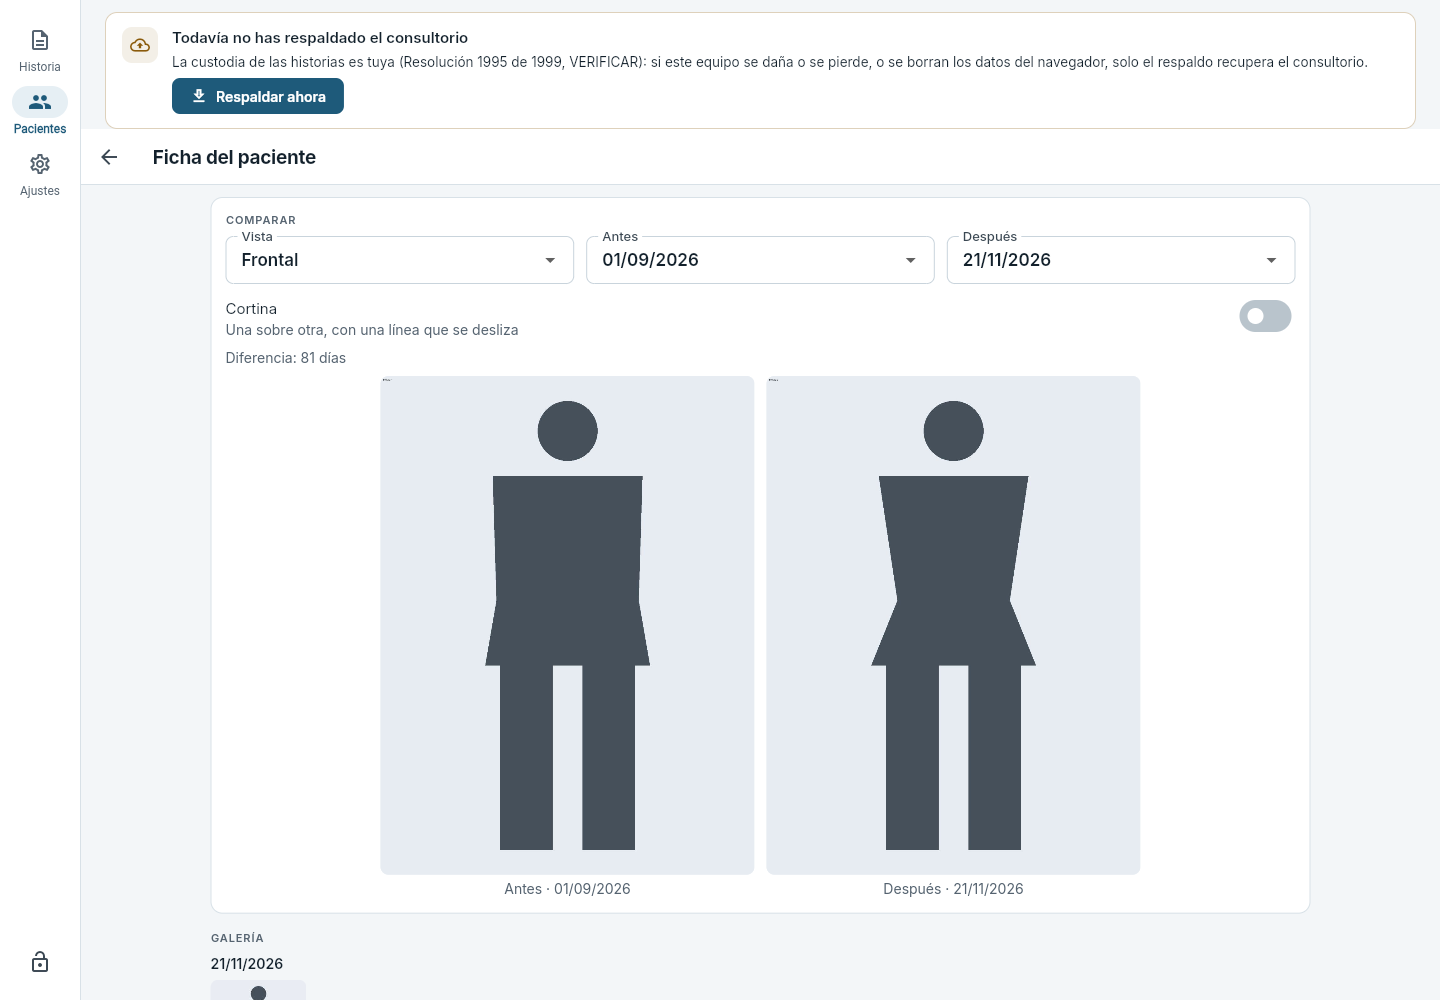 Historia
Pacientes
Ajustes
Todavía no has respaldado el consultorio
La custodia de las historias es tuya (Resolución 1995 de 1999, VERIFICAR): si este equipo se daña o se pierde, o se borran los datos del navegador, solo el respaldo recupera el consultorio.
Respaldar ahora
Ficha del paciente
COMPARAR
Vista
Frontal
Antes
01/09/2026
Después
21/11/2026
Cortina
Una sobre otra, con una línea que se desliza
Diferencia: 81 días
Antes · 01/09/2026
Después · 21/11/2026
GALERÍA
21/11/2026